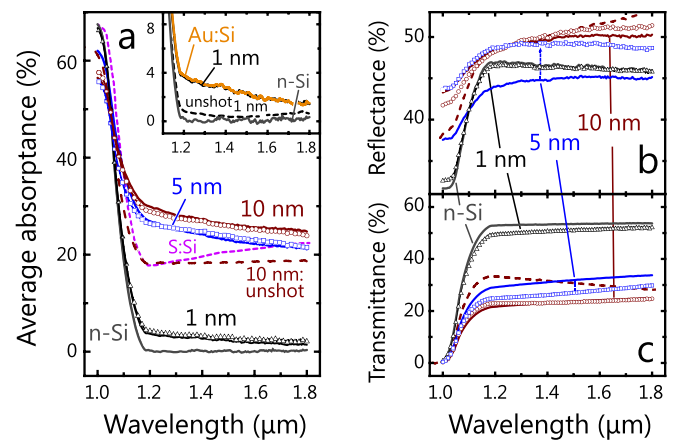 a
Average absorptance (%)
60
40
20
0
1.0
1.2
1.4
1.6
1.8
Wavelength (μm)
5 nm
10 nm
S:Si
10 nm:
unshot
1 nm
n-Si
8
4
0
1.2
1.4
1.6
1.8
Au:Si
1 nm
n-Si
unshot 1 nm
b
Reflectance (%)
50
40
10 nm
5 nm
1 nm
n-Si
c
Transmittance (%)
60
40
20
0
1.0
1.2
1.4
1.6
1.8
Wavelength (μm)